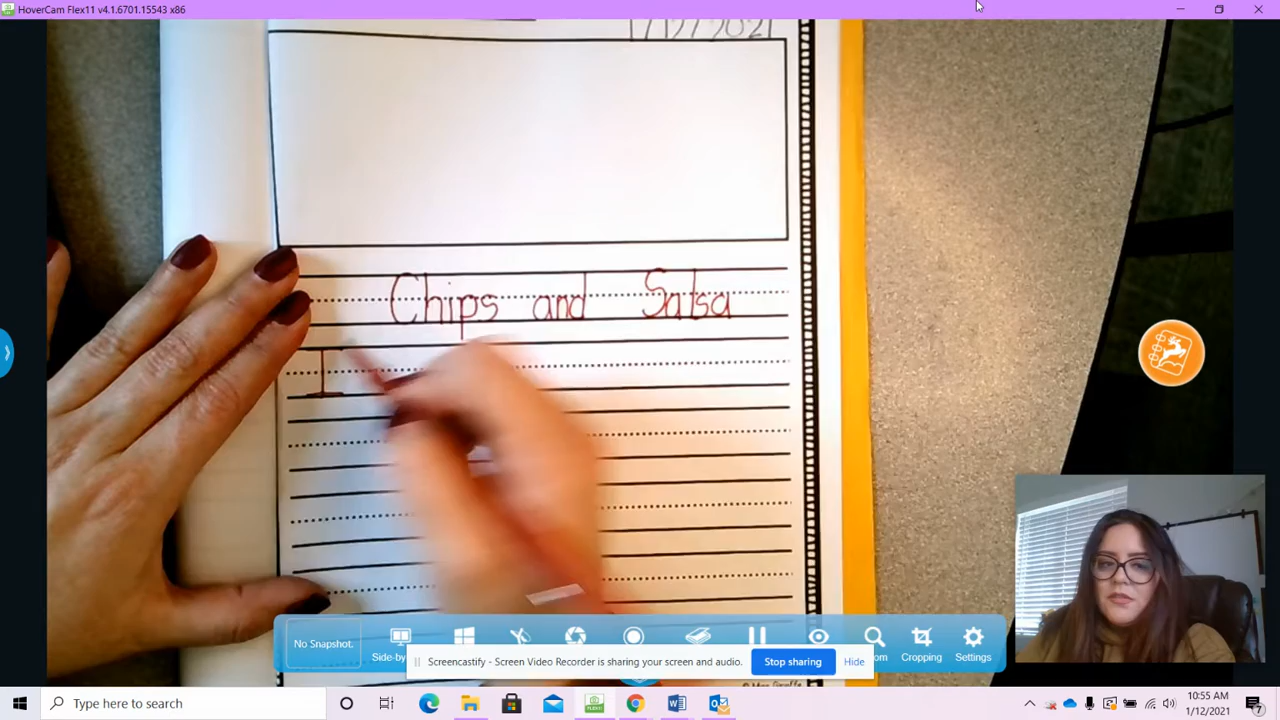 HoverCam Flex11 v4.1.6701.15543 x86
1/12/2021
Chips and Salsa
I
No Snapshot.
Cropping
Settings
Screencastify - Screen Video Recorder is sharing your screen and audio.
Stop sharing
Hide
Type here to search
FLEX11
10:55 AM
1/12/2021
7